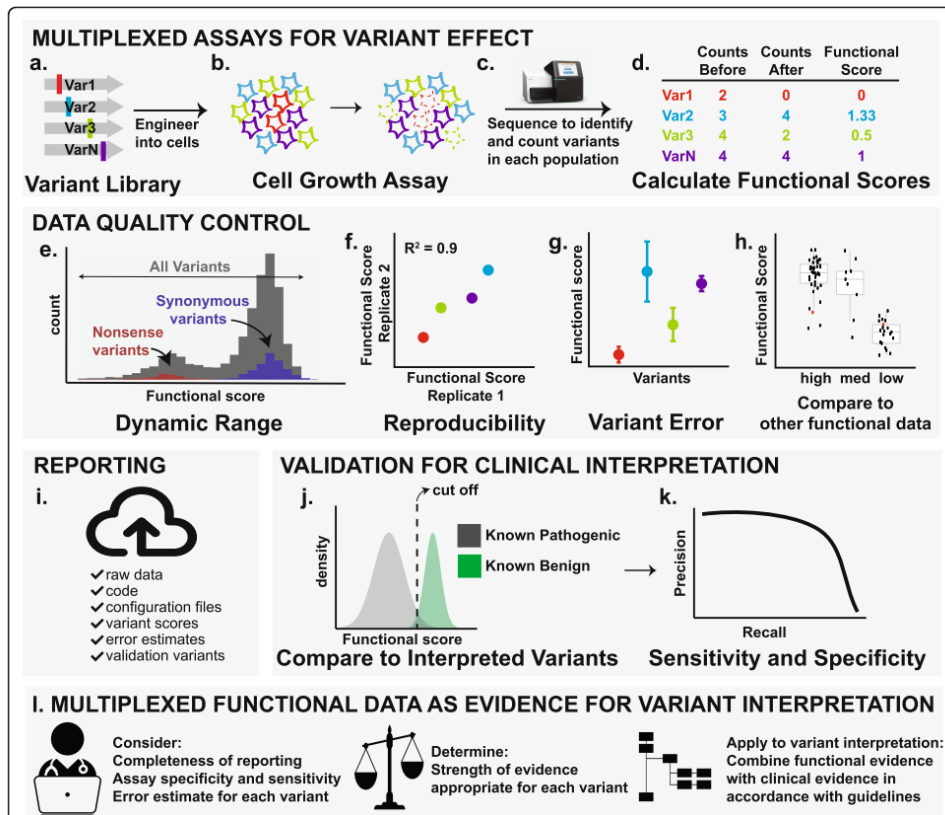 MULTIPLEXED ASSAYS FOR VARIANT EFFECT
a.
Var1
Var2
Var3
VarN
Variant Library
Engineer
into cells
b.
Cell Growth Assay
c.
Sequence to identify
and count variants
in each population
d.
Counts Before Counts After Functional Score
Var1 2 0 0
Var2 3 4 1.33
Var3 4 2 0.5
VarN 4 4 1
Calculate Functional Scores
DATA QUALITY CONTROL
e.
All Variants
Synonymous
variants
Nonsense
variants
count
Functional score
Dynamic Range
f.
R² = 0.9
Functional Score
Replicate 2
Functional Score
Replicate 1
Reproducibility
g.
Functional score
Variants
Variant Error
h.
Functional Score
high med low
Compare to
other functional data
REPORTING
i.
raw data
code
configuration files
variant scores
error estimates
validation variants
VALIDATION FOR CLINICAL INTERPRETATION
j.
cut off
density
Known Pathogenic
Known Benign
Functional score
Compare to Interpreted Variants
k.
Precision
Recall
Sensitivity and Specificity
l. MULTIPLEXED FUNCTIONAL DATA AS EVIDENCE FOR VARIANT INTERPRETATION
Consider:
Completeness of reporting
Assay specificity and sensitivity
Error estimate for each variant
Determine:
Strength of evidence
appropriate for each variant
Apply to variant interpretation:
Combine functional evidence
with clinical evidence in
accordance with guidelines